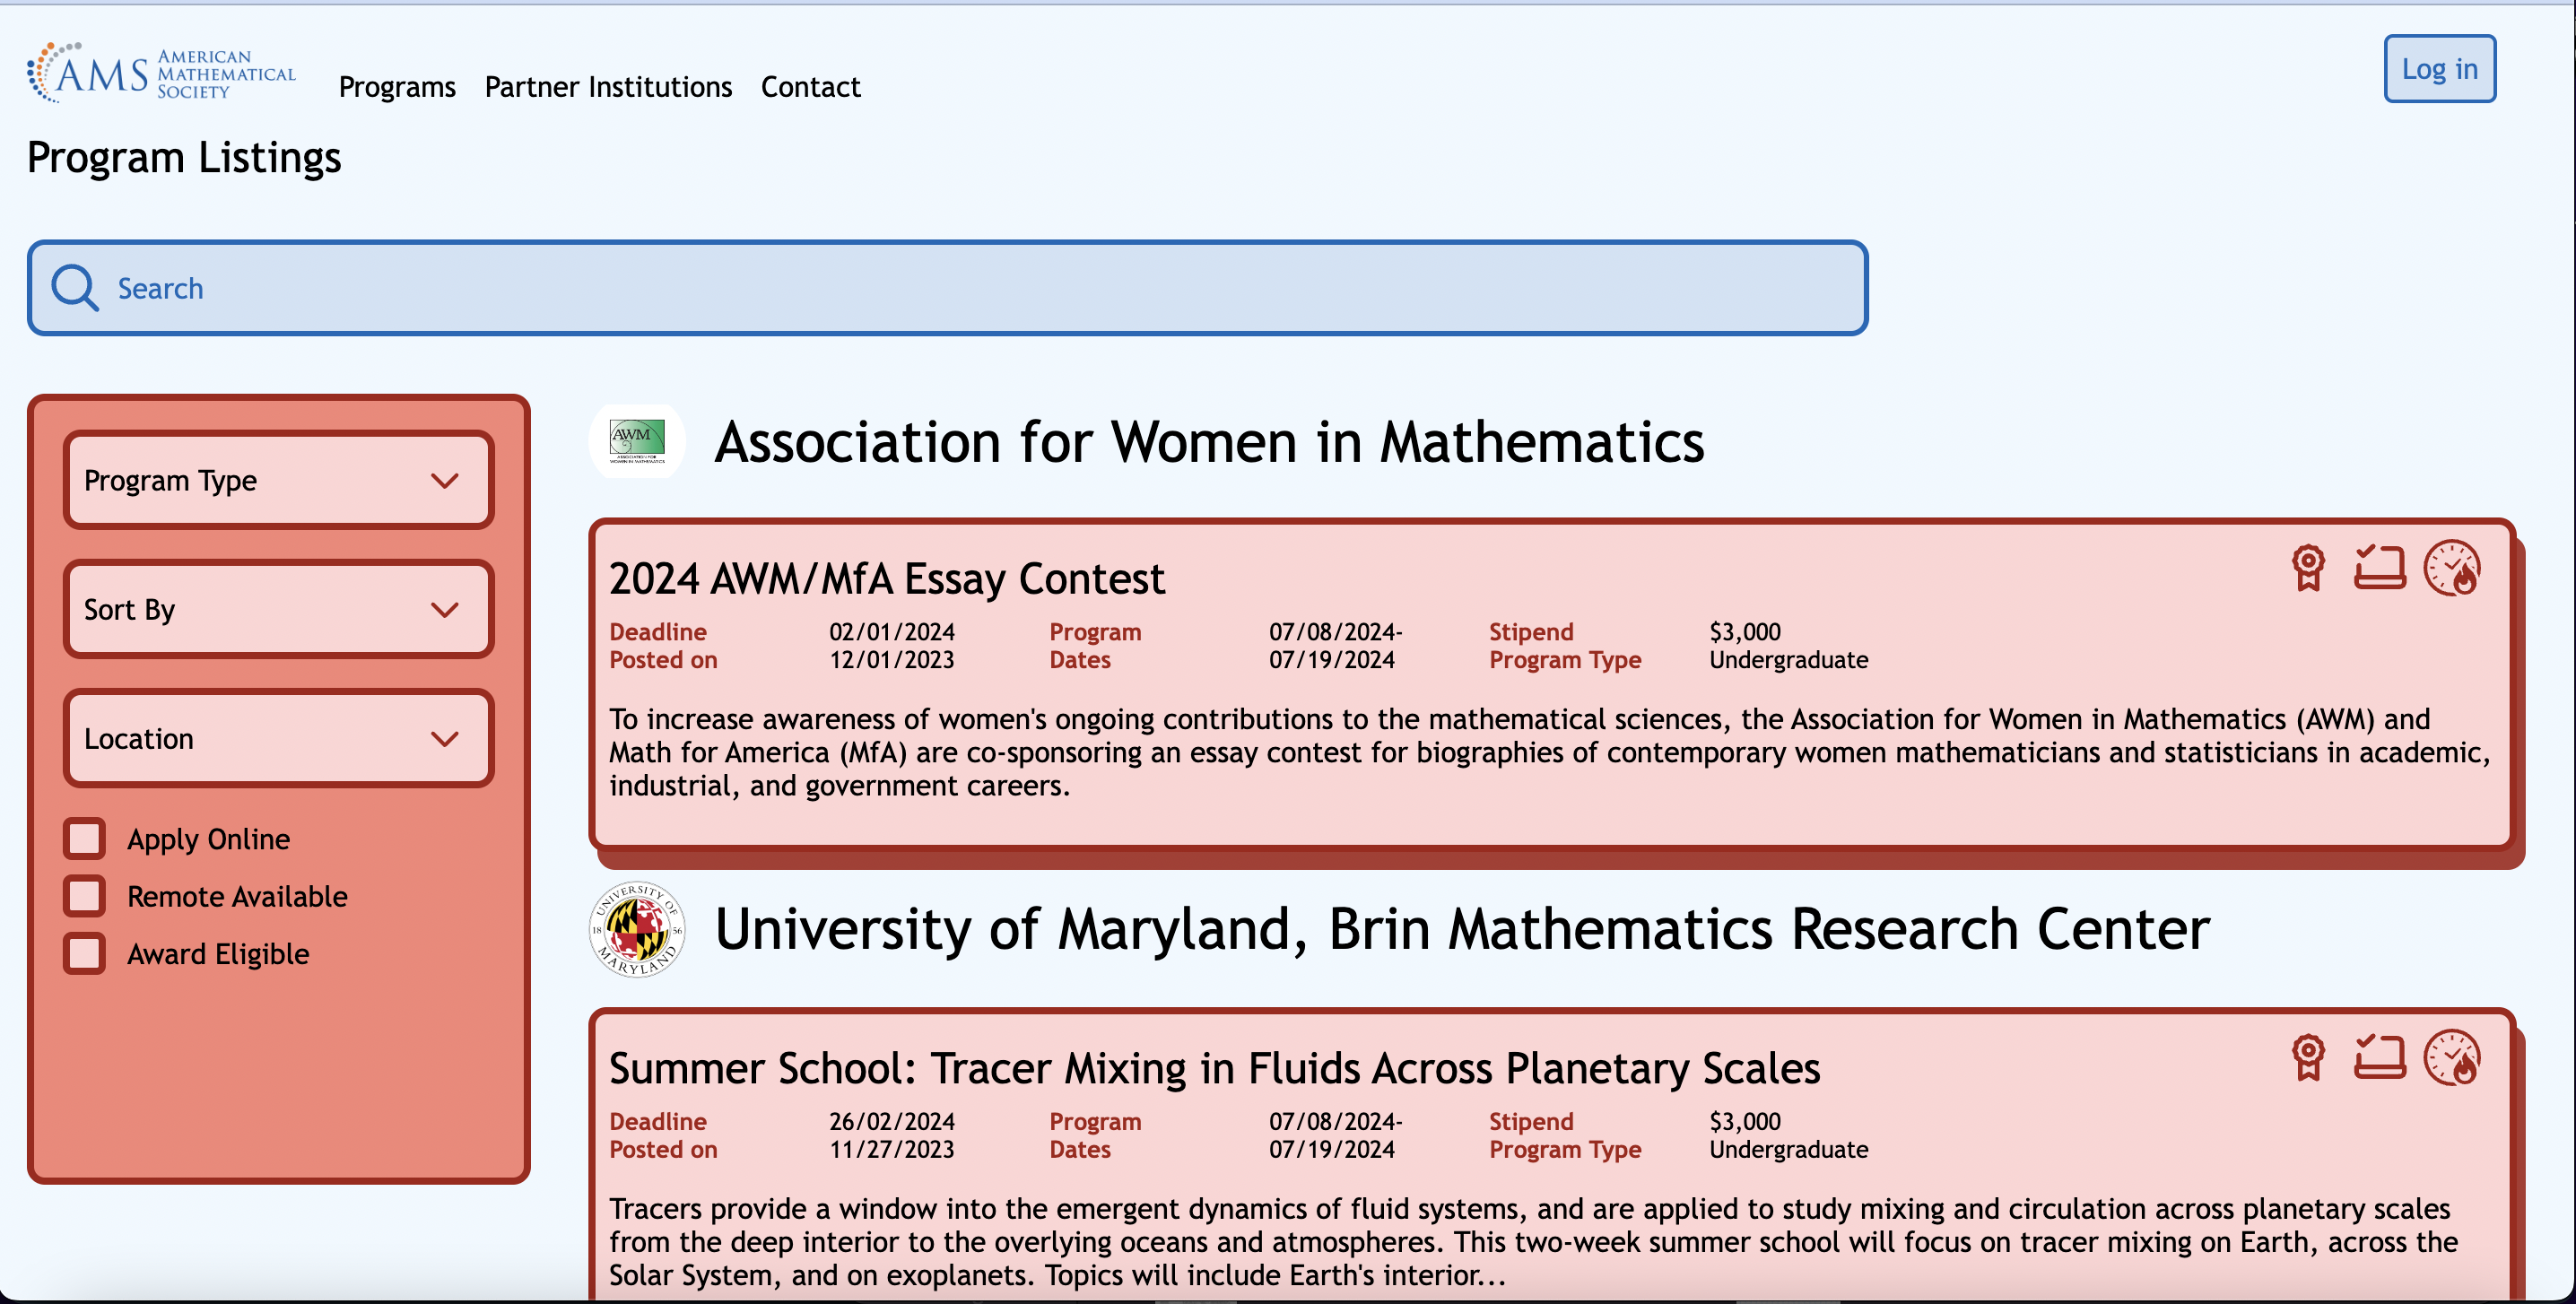 AMS AMERICAN
MATHEMATICAL
SOCIETY
Programs Partner Institutions Contact
Log in
Program Listings
Search
Program Type
Sort By
Location
Apply Online
Remote Available
Award Eligible
AWM
ASSOCIATION FOR
WOMEN IN MATHEMATICS
Association for Women in Mathematics
2024 AWM/MfA Essay Contest
Deadline 02/01/2024 Program 07/08/2024- Stipend $3,000
Posted on 12/01/2023 Dates 07/19/2024 Program Type Undergraduate
To increase awareness of women's ongoing contributions to the mathematical sciences, the Association for Women in Mathematics (AWM) and
Math for America (MfA) are co-sponsoring an essay contest for biographies of contemporary women mathematicians and statisticians in academic,
industrial, and government careers.
UNIVERSITY OF
18 56
MARYLAND
University of Maryland, Brin Mathematics Research Center
Summer School: Tracer Mixing in Fluids Across Planetary Scales
Deadline 26/02/2024 Program 07/08/2024- Stipend $3,000
Posted on 11/27/2023 Dates 07/19/2024 Program Type Undergraduate
Tracers provide a window into the emergent dynamics of fluid systems, and are applied to study mixing and circulation across planetary scales
from the deep interior to the overlying oceans and atmospheres. This two-week summer school will focus on tracer mixing on Earth, across the
Solar System, and on exoplanets. Topics will include Earth's interior...